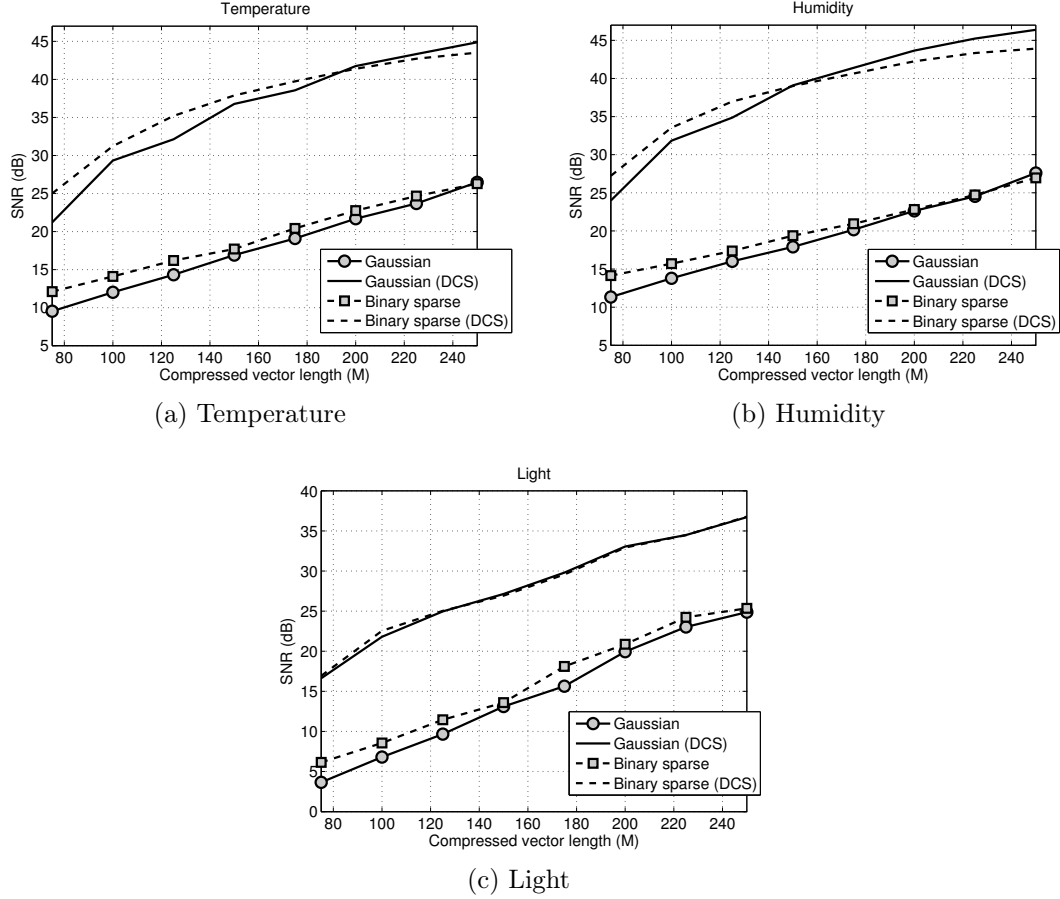 Temperature
45
40
35
30
25
20
15
10
5
SNR (dB)
80 100 120 140 160 180 200 220 240
Compressed vector length (M)
Gaussian
Gaussian (DCS)
Binary sparse
Binary sparse (DCS)
(a) Temperature
Humidity
45
40
35
30
25
20
15
10
5
SNR (dB)
80 100 120 140 160 180 200 220 240
Compressed vector length (M)
Gaussian
Gaussian (DCS)
Binary sparse
Binary sparse (DCS)
(b) Humidity
Light
40
35
30
25
20
15
10
5
0
SNR (dB)
80 100 120 140 160 180 200 220 240
Compressed vector length (M)
Gaussian
Gaussian (DCS)
Binary sparse
Binary sparse (DCS)
(c) Light